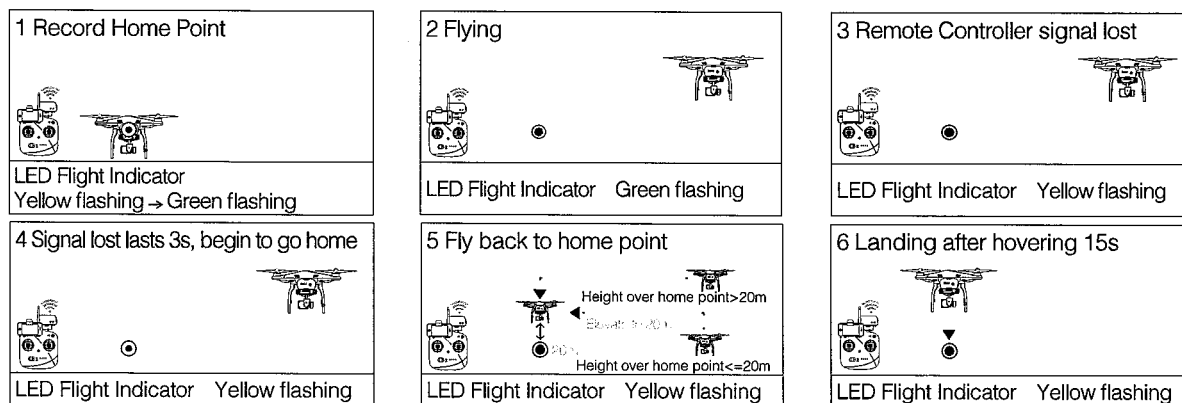 1 Record Home Point
LED Flight Indicator
Yellow flashing → Green flashing
2 Flying
LED Flight Indicator Green flashing
3 Remote Controller signal lost
LED Flight Indicator Yellow flashing
4 Signal lost lasts 3s, begin to go home
LED Flight Indicator Yellow flashing
5 Fly back to home point
Height over home point>20m
Height over home point<=20m
LED Flight Indicator Yellow flashing
6 Landing after hovering 15s
LED Flight Indicator Yellow flashing